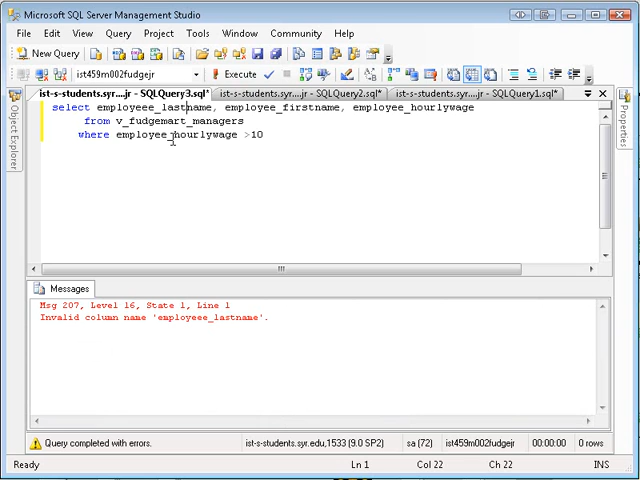 Microsoft SQL Server Management Studio
File Edit View Query Project Tools Window Community Help
New Query
ist459m002fudgejr Execute
ist-s-students.syr....jr - SQLQuery3.sql* ist-s-students.syr....jr - SQLQuery2.sql* ist-s-students.syr....jr - SQLQuery1.sql*
Object Explorer
Properties
select employeee_lastname, employee_firstname, employee_hourlywage
from v_fudgemart_managers
where employee_hourlywage >10
Messages
Msg 207, Level 16, State 1, Line 1
Invalid column name 'employeee_lastname'.
Query completed with errors. ist-s-students.syr.edu,1533 (9.0 SP2) sa (72) ist459m002fudgejr 00:00:00 0 rows
Ready Ln 1 Col 22 Ch 22 INS